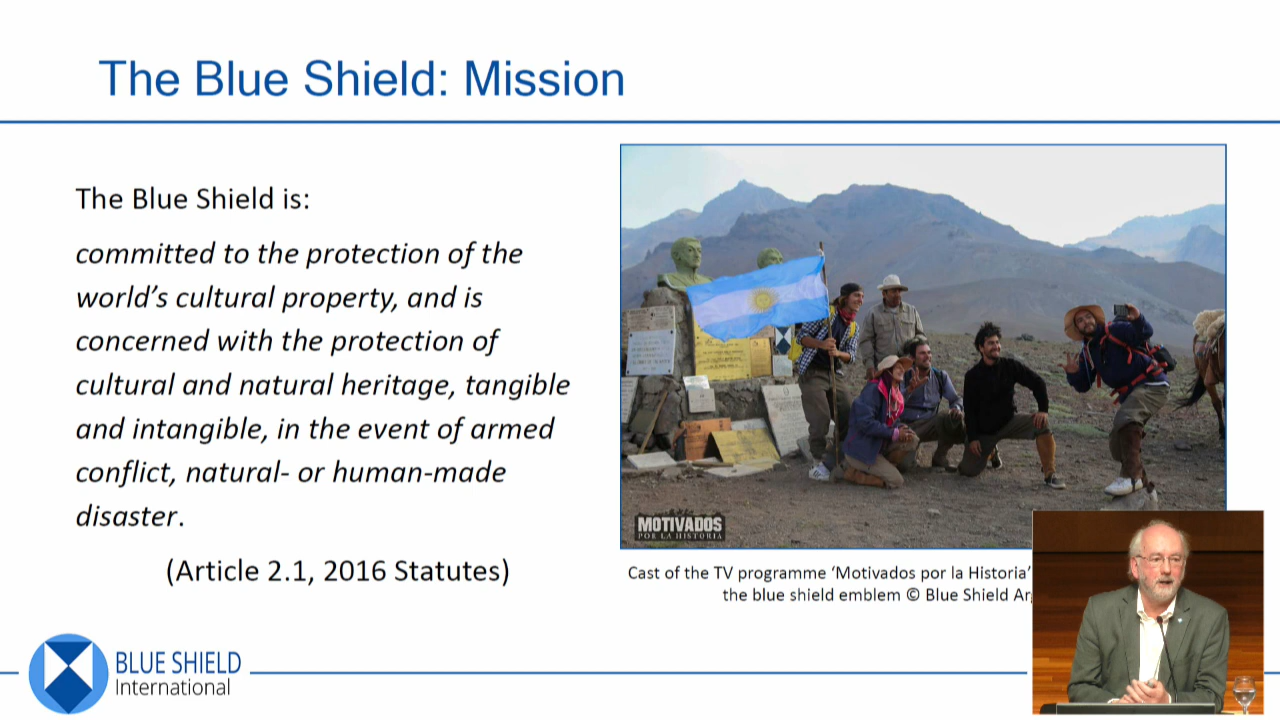 The Blue Shield: Mission
The Blue Shield is:
committed to the protection of the
world's cultural property, and is
concerned with the protection of
cultural and natural heritage, tangible
and intangible, in the event of armed
conflict, natural- or human-made
disaster.
(Article 2.1, 2016 Statutes)
MOTIVADOS
POR LA HISTORIA
Cast of the TV programme ‘Motivados por la Historia’
the blue shield emblem © Blue Shield
BLUE SHIELD
International